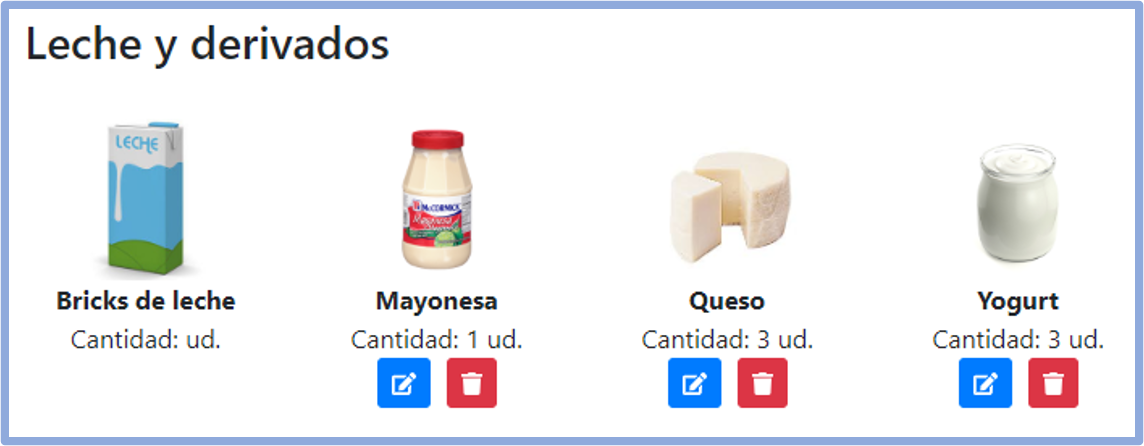 Leche y derivados
LECHE
McCORMICK
Mayonesa
Bricks de leche
Mayonesa
Queso
Yogurt
Cantidad: ud.
Cantidad: 1 ud.
Cantidad: 3 ud.
Cantidad: 3 ud.